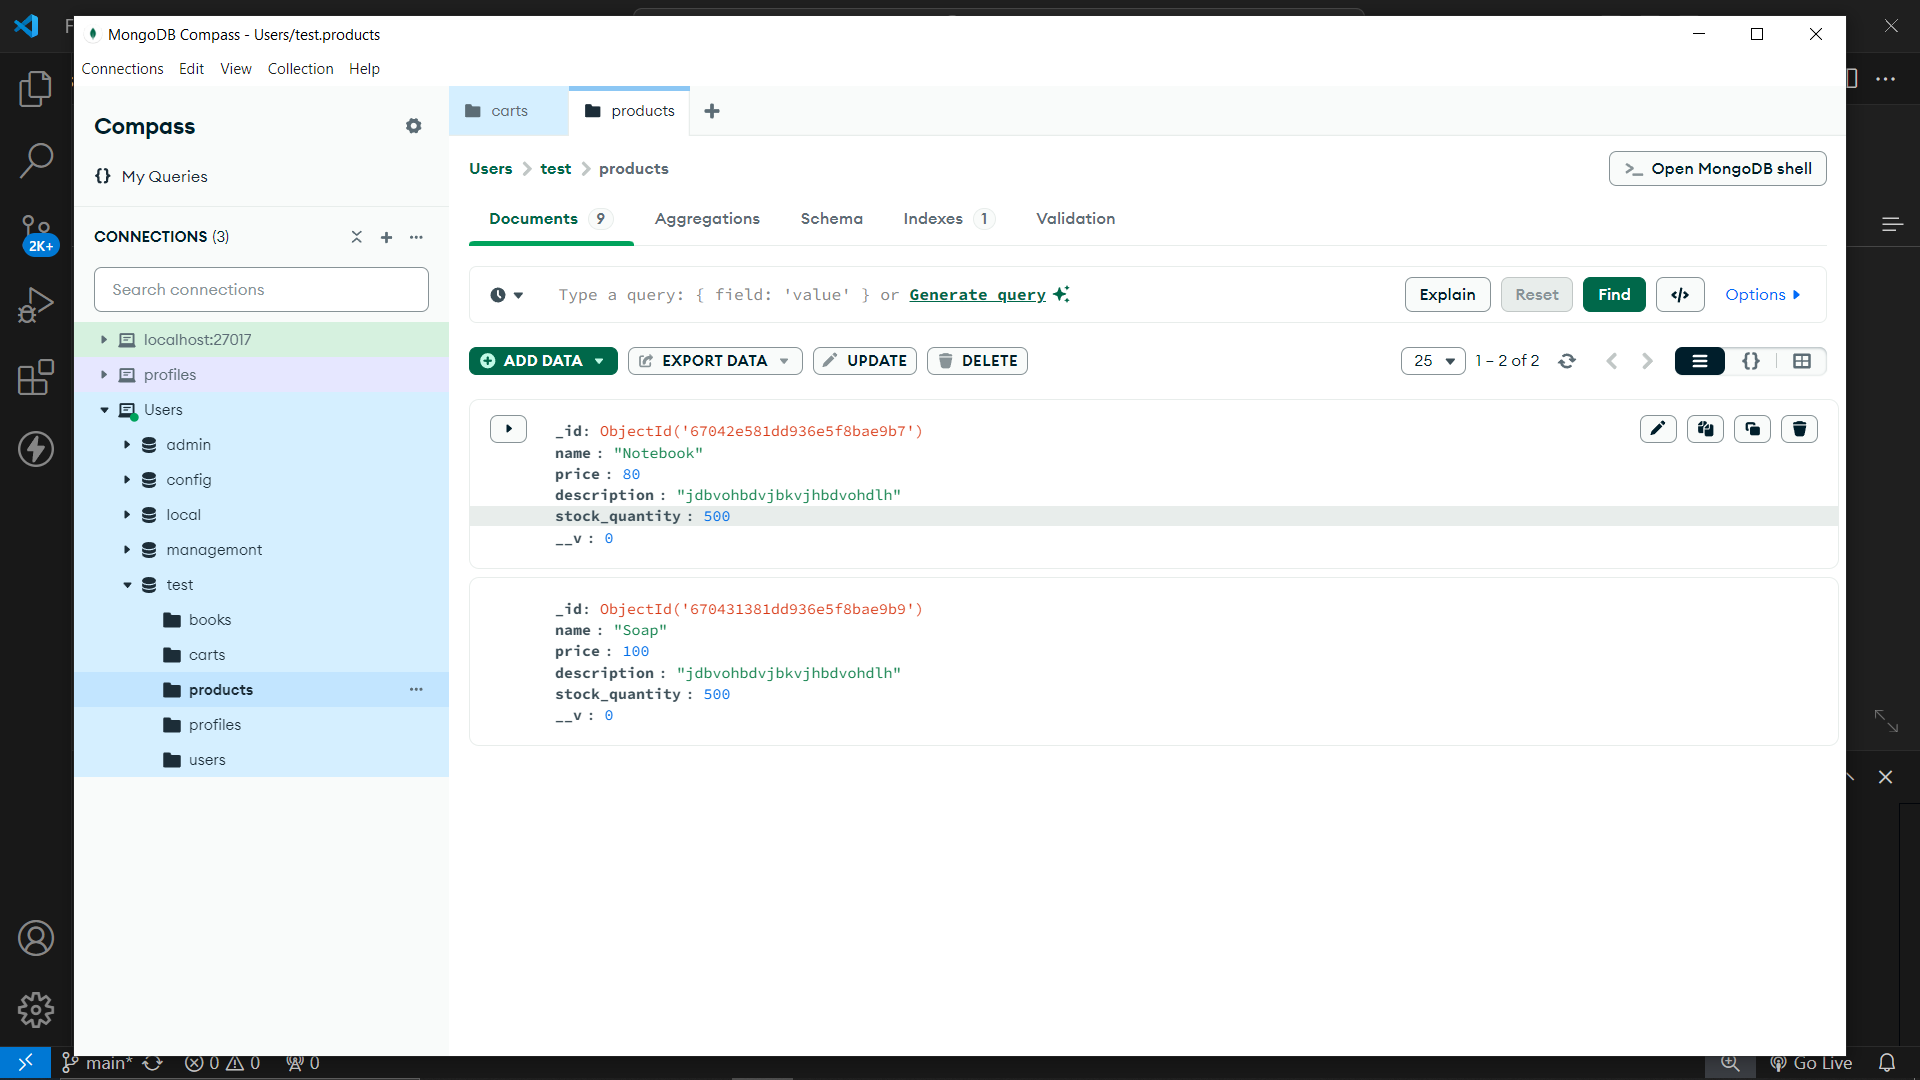 MongoDB Compass - Users/test.products
Connections Edit View Collection Help
Compass
My Queries
CONNECTIONS (3)
Search connections
localhost:27017
profiles
Users
admin
config
local
managemont
test
books
carts
products
profiles
users
carts products
Users test products
Open MongoDB shell
Documents 9 Aggregations Schema Indexes 1 Validation
Type a query: { field: 'value' } or Generate query
Explain Reset Find </> Options
ADD DATA EXPORT DATA UPDATE DELETE
25 1 – 2 of 2 {}
_id: ObjectId('67042e581dd936e5f8bae9b7')
name : "Notebook"
price : 80
description : "jdbvohbdvjbkvjhbdvohdlh"
stock_quantity : 500
__v : 0
_id: ObjectId('670431381dd936e5f8bae9b9')
name : "Soap"
price : 100
description : "jdbvohbdvjbkvjhbdvohdlh"
stock_quantity : 500
__v : 0
2K+
main* 0 0 0 Go Live